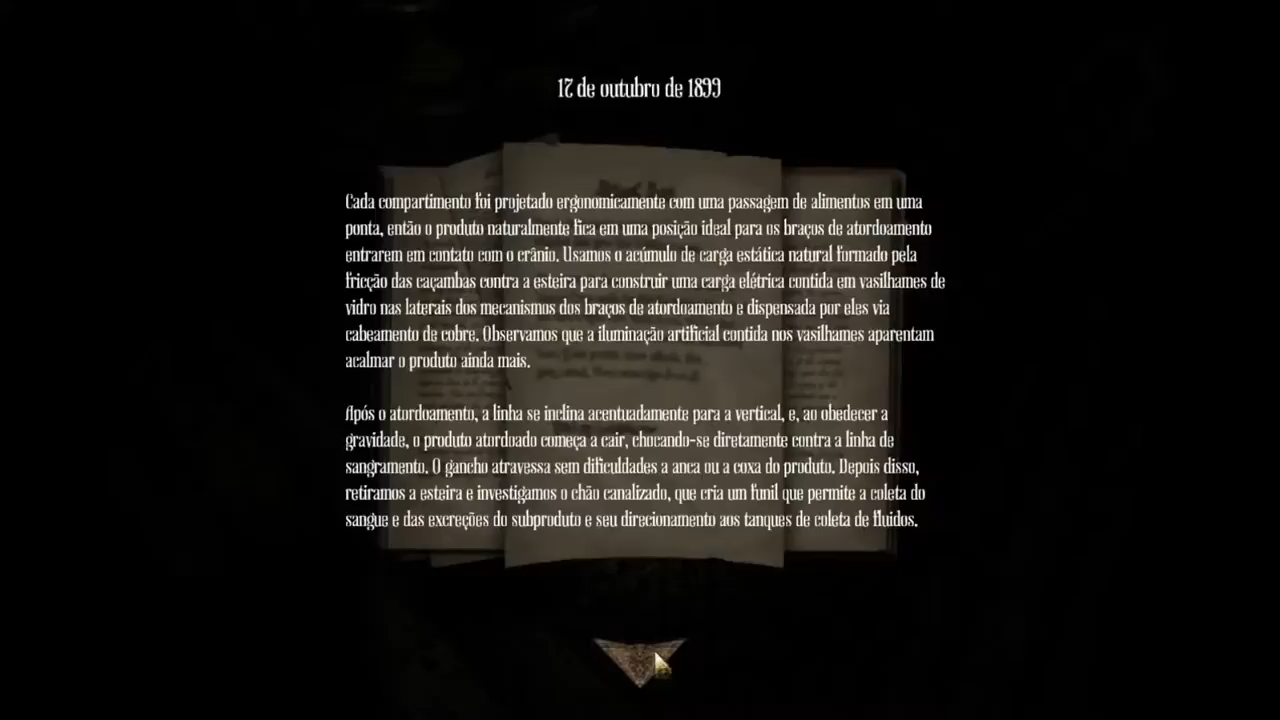 17 de outubro de 1899
Cada compartimento foi projetado ergonomicamente com uma passagem de alimentos em uma
ponta, então o produto naturalmente fica em uma posição ideal para os braços de atordoamento
entrarem em contato com o crânio. Usamos o acúmulo de carga estática natural formado pela
fricção das caçambas contra a esteira para construir uma carga elétrica contida em vasilhames de
vidro nas laterais dos mecanismos dos braços de atordoamento e dispensada por eles via
cabeamento de cobre. Observamos que a iluminação artificial contida nos vasilhames aparentam
acalmar o produto ainda mais.
Após o atordoamento, a linha se inclina acentuadamente para a vertical, e, ao obedecer a
gravidade, o produto atordoado começa a cair, chocando-se diretamente contra a linha de
sangramento. O gancho atravessa sem dificuldades a anca ou a coxa do produto. Depois disso,
retiramos a esteira e investigamos o chão canalizado, que cria um funil que permite a coleta do
sangue e das excreções do subproduto e seu direcionamento aos tanques de coleta de fluidos.